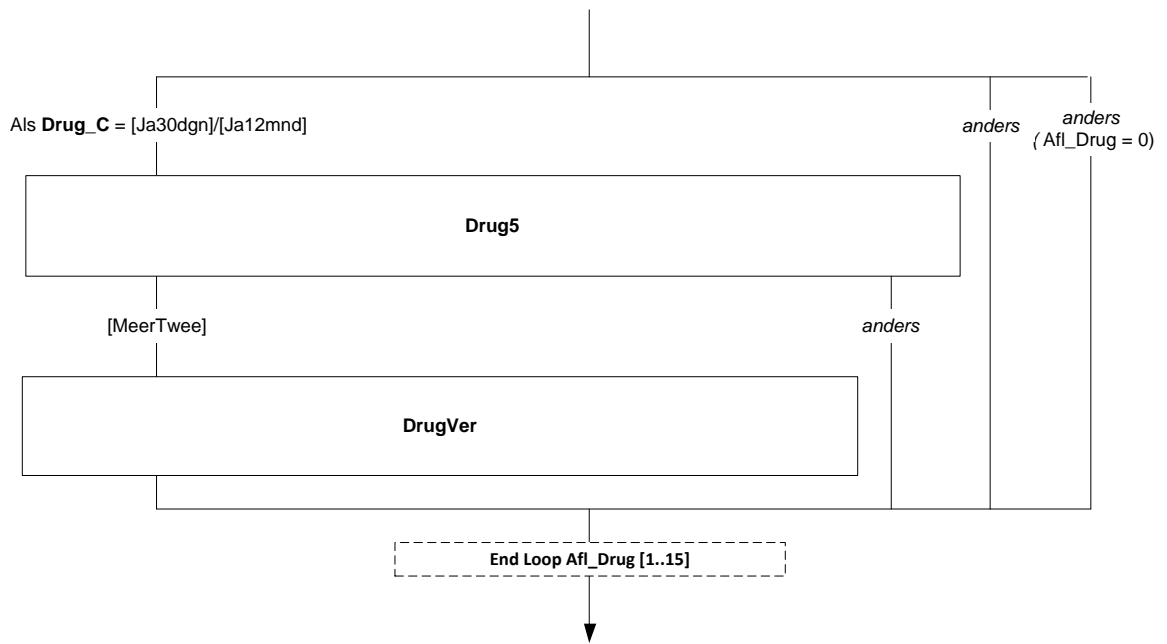 Als Drug_C = [Ja30dgn]/[Ja12mnd]
anders
anders
( Afl_Drug = 0)
Drug5
[MeerTwee]
anders
DrugVer
End Loop Afl_Drug [1..15]